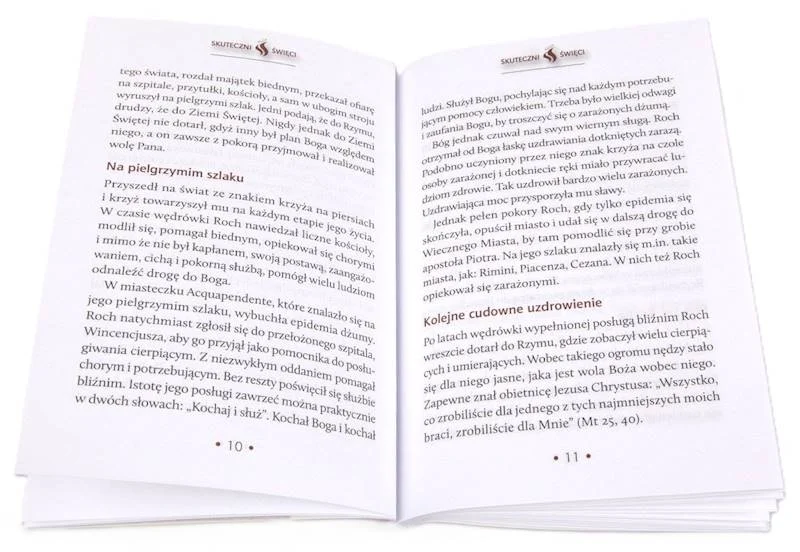 SKUTECZNI ŚWIĘCI
tego świata, rozdał majątek biednym, przekazał ofiarę
na szpitale, przytułki, kościoły, a sam w ubogim stroju
wyruszył na pielgrzymi szlak. Jedni podają, że do Rzymu,
drudzy, że do Ziemi Świętej. Nigdy jednak do Ziemi
Świętej nie dotarł, gdyż inny był plan Boga względem
niego, a on zawsze z pokorą przyjmował i realizował
wolę Pana.
Na pielgrzymim szlaku
Przyszedł na świat ze znakiem krzyża na piersiach
i krzyż towarzyszył mu na każdym etapie jego życia.
W czasie wędrówki Roch nawiedzał liczne kościoły,
modlił się, pomagał biednym, opiekował się chorymi
i mimo że nie był kapłanem, swoją postawą, zaangażo-
waniem, cichą i pokorną służbą, pomógł wielu ludziom
odnaleźć drogę do Boga.
W miasteczku Acquapendente, które znalazło się na
jego pielgrzymim szlaku, wybuchła epidemia dżumy.
Roch natychmiast zgłosił się do przełożonego szpitala,
Wincencjusza, aby go przyjął jako pomocnika do posłu-
giwania cierpiącym. Z niezwykłym oddaniem pomagał
chorym i potrzebującym. Bez reszty poświęcił się służbie
bliźnim. Istotę jego posługi zawrzeć można praktycznie
w dwóch słowach: „Kochaj i służ”. Kochał Boga i kochał
• 10 •
SKUTECZNI ŚWIĘCI
ludzi. Służył Bogu, pochylając się nad każdym potrzebu-
jącym pomocy człowiekiem. Trzeba było wielkiej odwagi
i zaufania Bogu, by troszczyć się o zarażonych dżumą.
Bóg jednak czuwał nad swym wiernym sługą. Roch
otrzymał od Boga łaskę uzdrawiania dotkniętych zarazą.
Podobno uczyniony przez niego znak krzyża na czole
osoby zarażonej i dotkniecie ręki miało przywracać lu-
dziom zdrowie. Tak uzdrowił bardzo wielu zarażonych.
Uzdrawiająca moc przysporzyła mu sławy.
Jednak pełen pokory Roch, gdy tylko epidemia się
skończyła, opuścił miasto i udał się w dalszą drogę do
Wiecznego Miasta, by tam pomodlić się przy grobie
apostoła Piotra. Na jego szlaku znalazły się m.in. takie
miasta, jak: Rimini, Piacenza, Cezana. W nich też Roch
opiekował się zarażonymi.
Kolejne cudowne uzdrowienie
Po latach wędrówki wypełnionej posługą bliźnim Roch
wreszcie dotarł do Rzymu, gdzie zobaczył wielu cierpią-
cych i umierających. Wobec takiego ogromu nędzy stało
się dla niego jasne, jaka jest wola Boża wobec niego.
Zapewne znał obietnicę Jezusa Chrystusa: „Wszystko,
co zrobiliście dla jednego z tych najmniejszych moich
braci, zrobiliście dla Mnie” (Mt 25, 40).
• 11 •